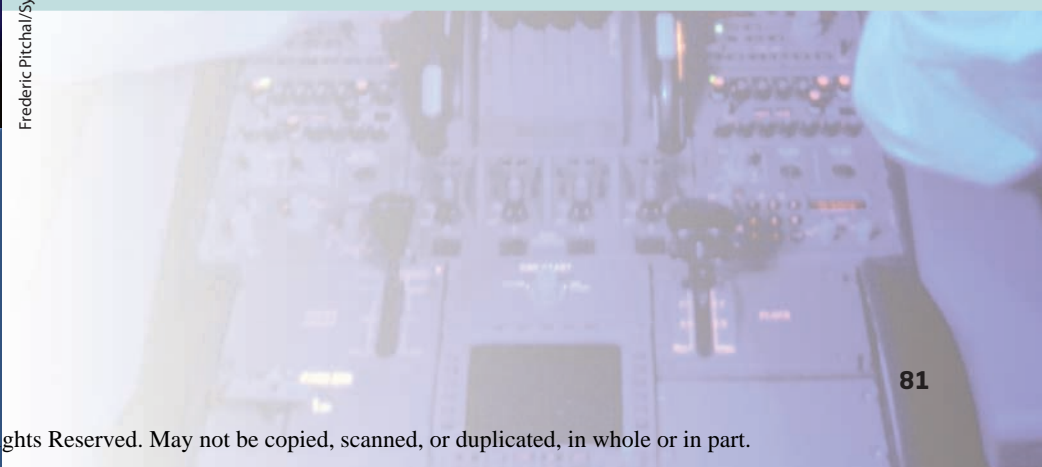 Frederic Pitchal/Sy
81
ghts Reserved. May not be copied, scanned, or duplicated, in whole or in part.